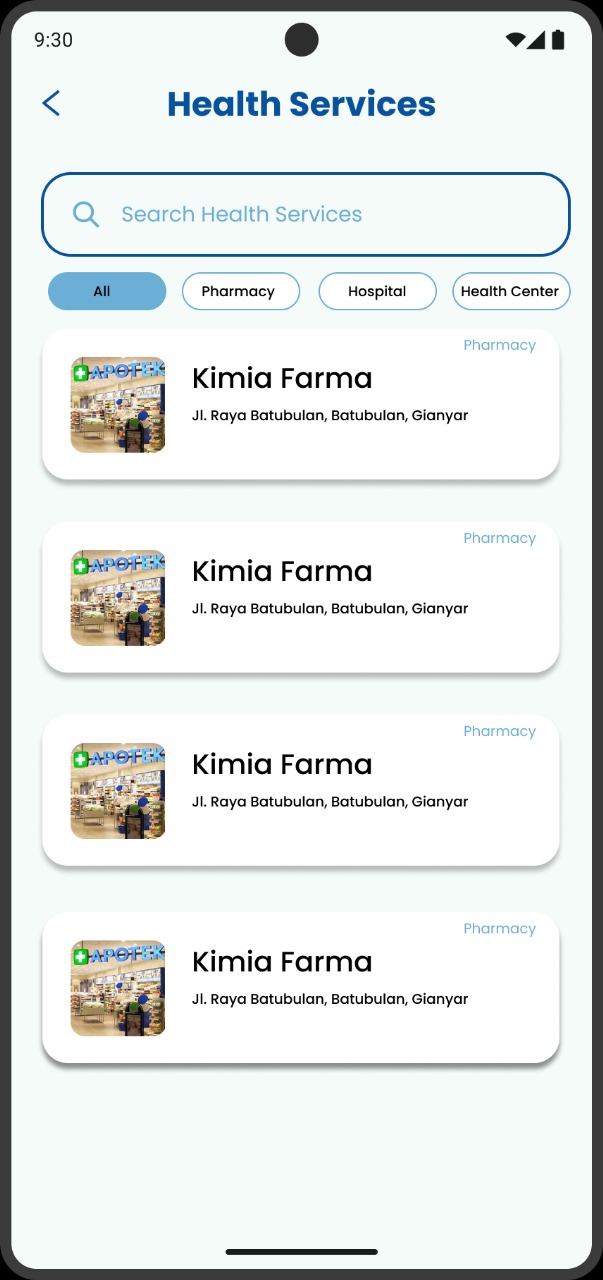 9:30
Health Services
Search Health Services
All
Pharmacy
Hospital
Health Center
Pharmacy
APOTEK
Kimia Farma
Jl. Raya Batubulan, Batubulan, Gianyar
Pharmacy
APOTEK
Kimia Farma
Jl. Raya Batubulan, Batubulan, Gianyar
Pharmacy
APOTEK
Kimia Farma
Jl. Raya Batubulan, Batubulan, Gianyar
Pharmacy
APOTEK
Kimia Farma
Jl. Raya Batubulan, Batubulan, Gianyar